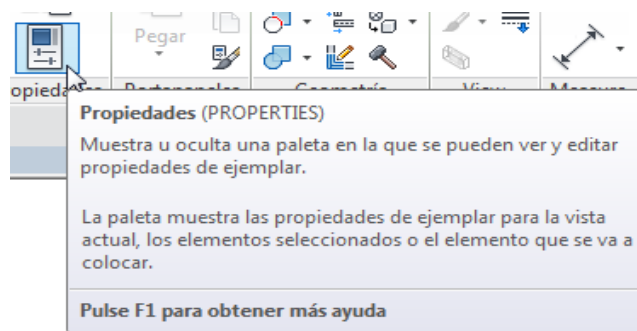 Pegar
Geometría
View
Measure
Propiedades (PROPERTIES)
Muestra u oculta una paleta en la que se pueden ver y editar
propiedades de ejemplar.
La paleta muestra las propiedades de ejemplar para la vista
actual, los elementos seleccionados o el elemento que se va a
colocar.
Pulse F1 para obtener más ayuda